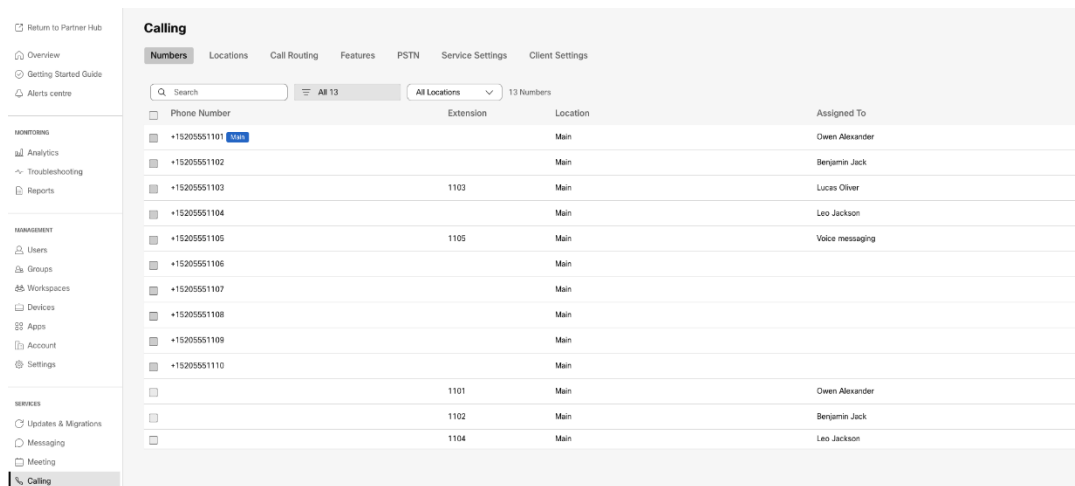 Return to Partner Hub
Overview
Getting Started Guide
Alerts centre
MONITORING
Analytics
Troubleshooting
Reports
MANAGEMENT
Users
Groups
Workspaces
Devices
Apps
Account
Settings
SERVICES
Updates & Migrations
Messaging
Meeting
Calling
Calling
Numbers Locations Call Routing Features PSTN Service Settings Client Settings
Search All 13 All Locations 13 Numbers
Phone Number Extension Location Assigned To
+15205551101 Main Main Owen Alexander
+15205551102 Main Benjamin Jack
+15205551103 1103 Main Lucas Oliver
+15205551104 Main Leo Jackson
+15205551105 1105 Main Voice messaging
+15205551106 Main
+15205551107 Main
+15205551108 Main
+15205551109 Main
+15205551110 Main
1101 Main Owen Alexander
1102 Main Benjamin Jack
1104 Main Leo Jackson